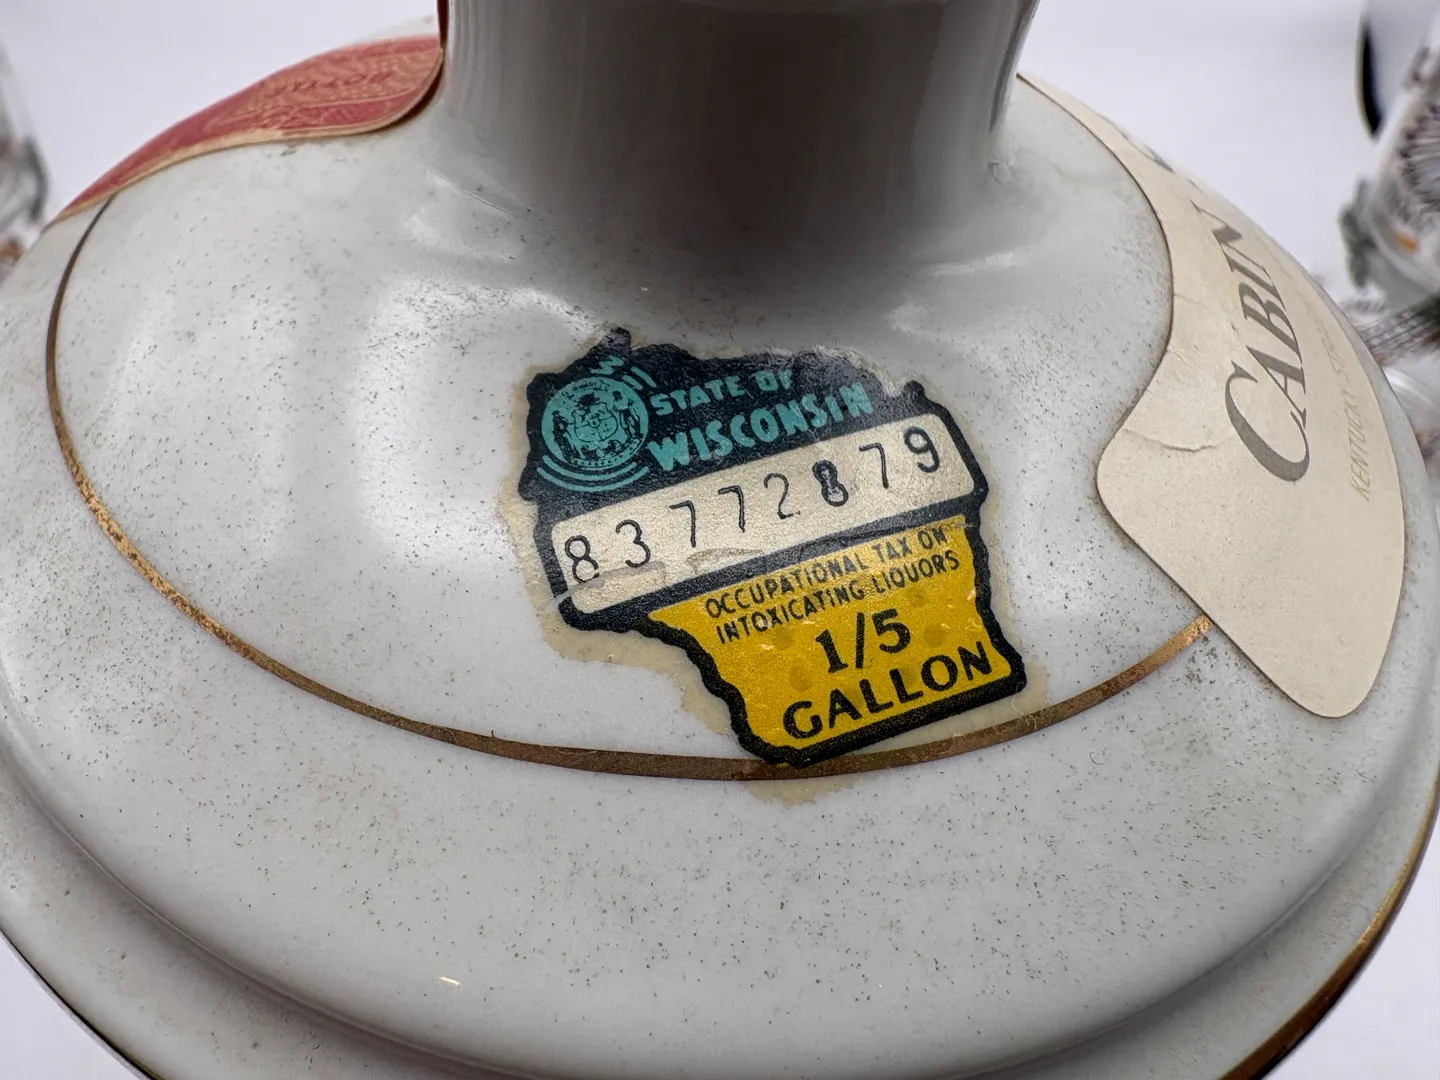 STATE OF
WISCONSIN
83772879
OCCUPATIONAL TAX ON
INTOXICATING LIQUORS
1/5
GALLON
CABIN
KENTUCKY